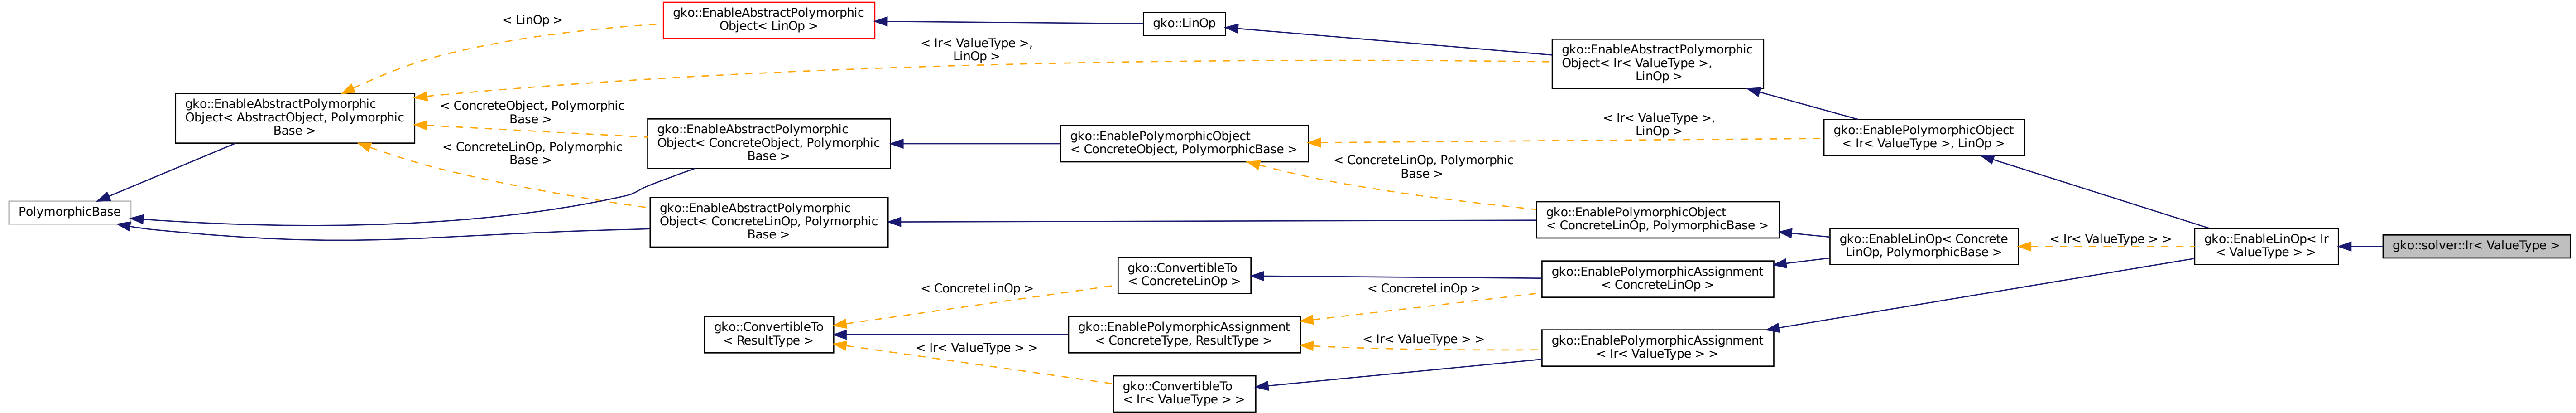 gko::EnableAbstractPolymorphic
Object< LinOp >
< LinOp >
gko::LinOp
< Ir< ValueType >,
LinOp >
gko::EnableAbstractPolymorphic
Object< Ir< ValueType >,
LinOp >
gko::EnableAbstractPolymorphic
Object< AbstractObject, Polymorphic
Base >
< ConcreteObject, Polymorphic
Base >
gko::EnableAbstractPolymorphic
Object< ConcreteObject, Polymorphic
Base >
gko::EnablePolymorphicObject
< ConcreteObject, PolymorphicBase >
< Ir< ValueType >,
LinOp >
gko::EnablePolymorphicObject
< Ir< ValueType >, LinOp >
< ConcreteLinOp, Polymorphic
Base >
< ConcreteLinOp, Polymorphic
Base >
PolymorphicBase
gko::EnableAbstractPolymorphic
Object< ConcreteLinOp, Polymorphic
Base >
gko::EnablePolymorphicObject
< ConcreteLinOp, PolymorphicBase >
gko::EnableLinOp< Concrete
LinOp, PolymorphicBase >
< Ir< ValueType > >
gko::EnableLinOp< Ir
< ValueType > >
gko::solver::Ir< ValueType >
gko::ConvertibleTo
< ConcreteLinOp >
< ConcreteLinOp >
< ConcreteLinOp >
gko::EnablePolymorphicAssignment
< ConcreteLinOp >
gko::ConvertibleTo
< ResultType >
gko::EnablePolymorphicAssignment
< ConcreteType, ResultType >
< Ir< ValueType > >
< Ir< ValueType > >
gko::EnablePolymorphicAssignment
< Ir< ValueType > >
gko::ConvertibleTo
< Ir< ValueType > >